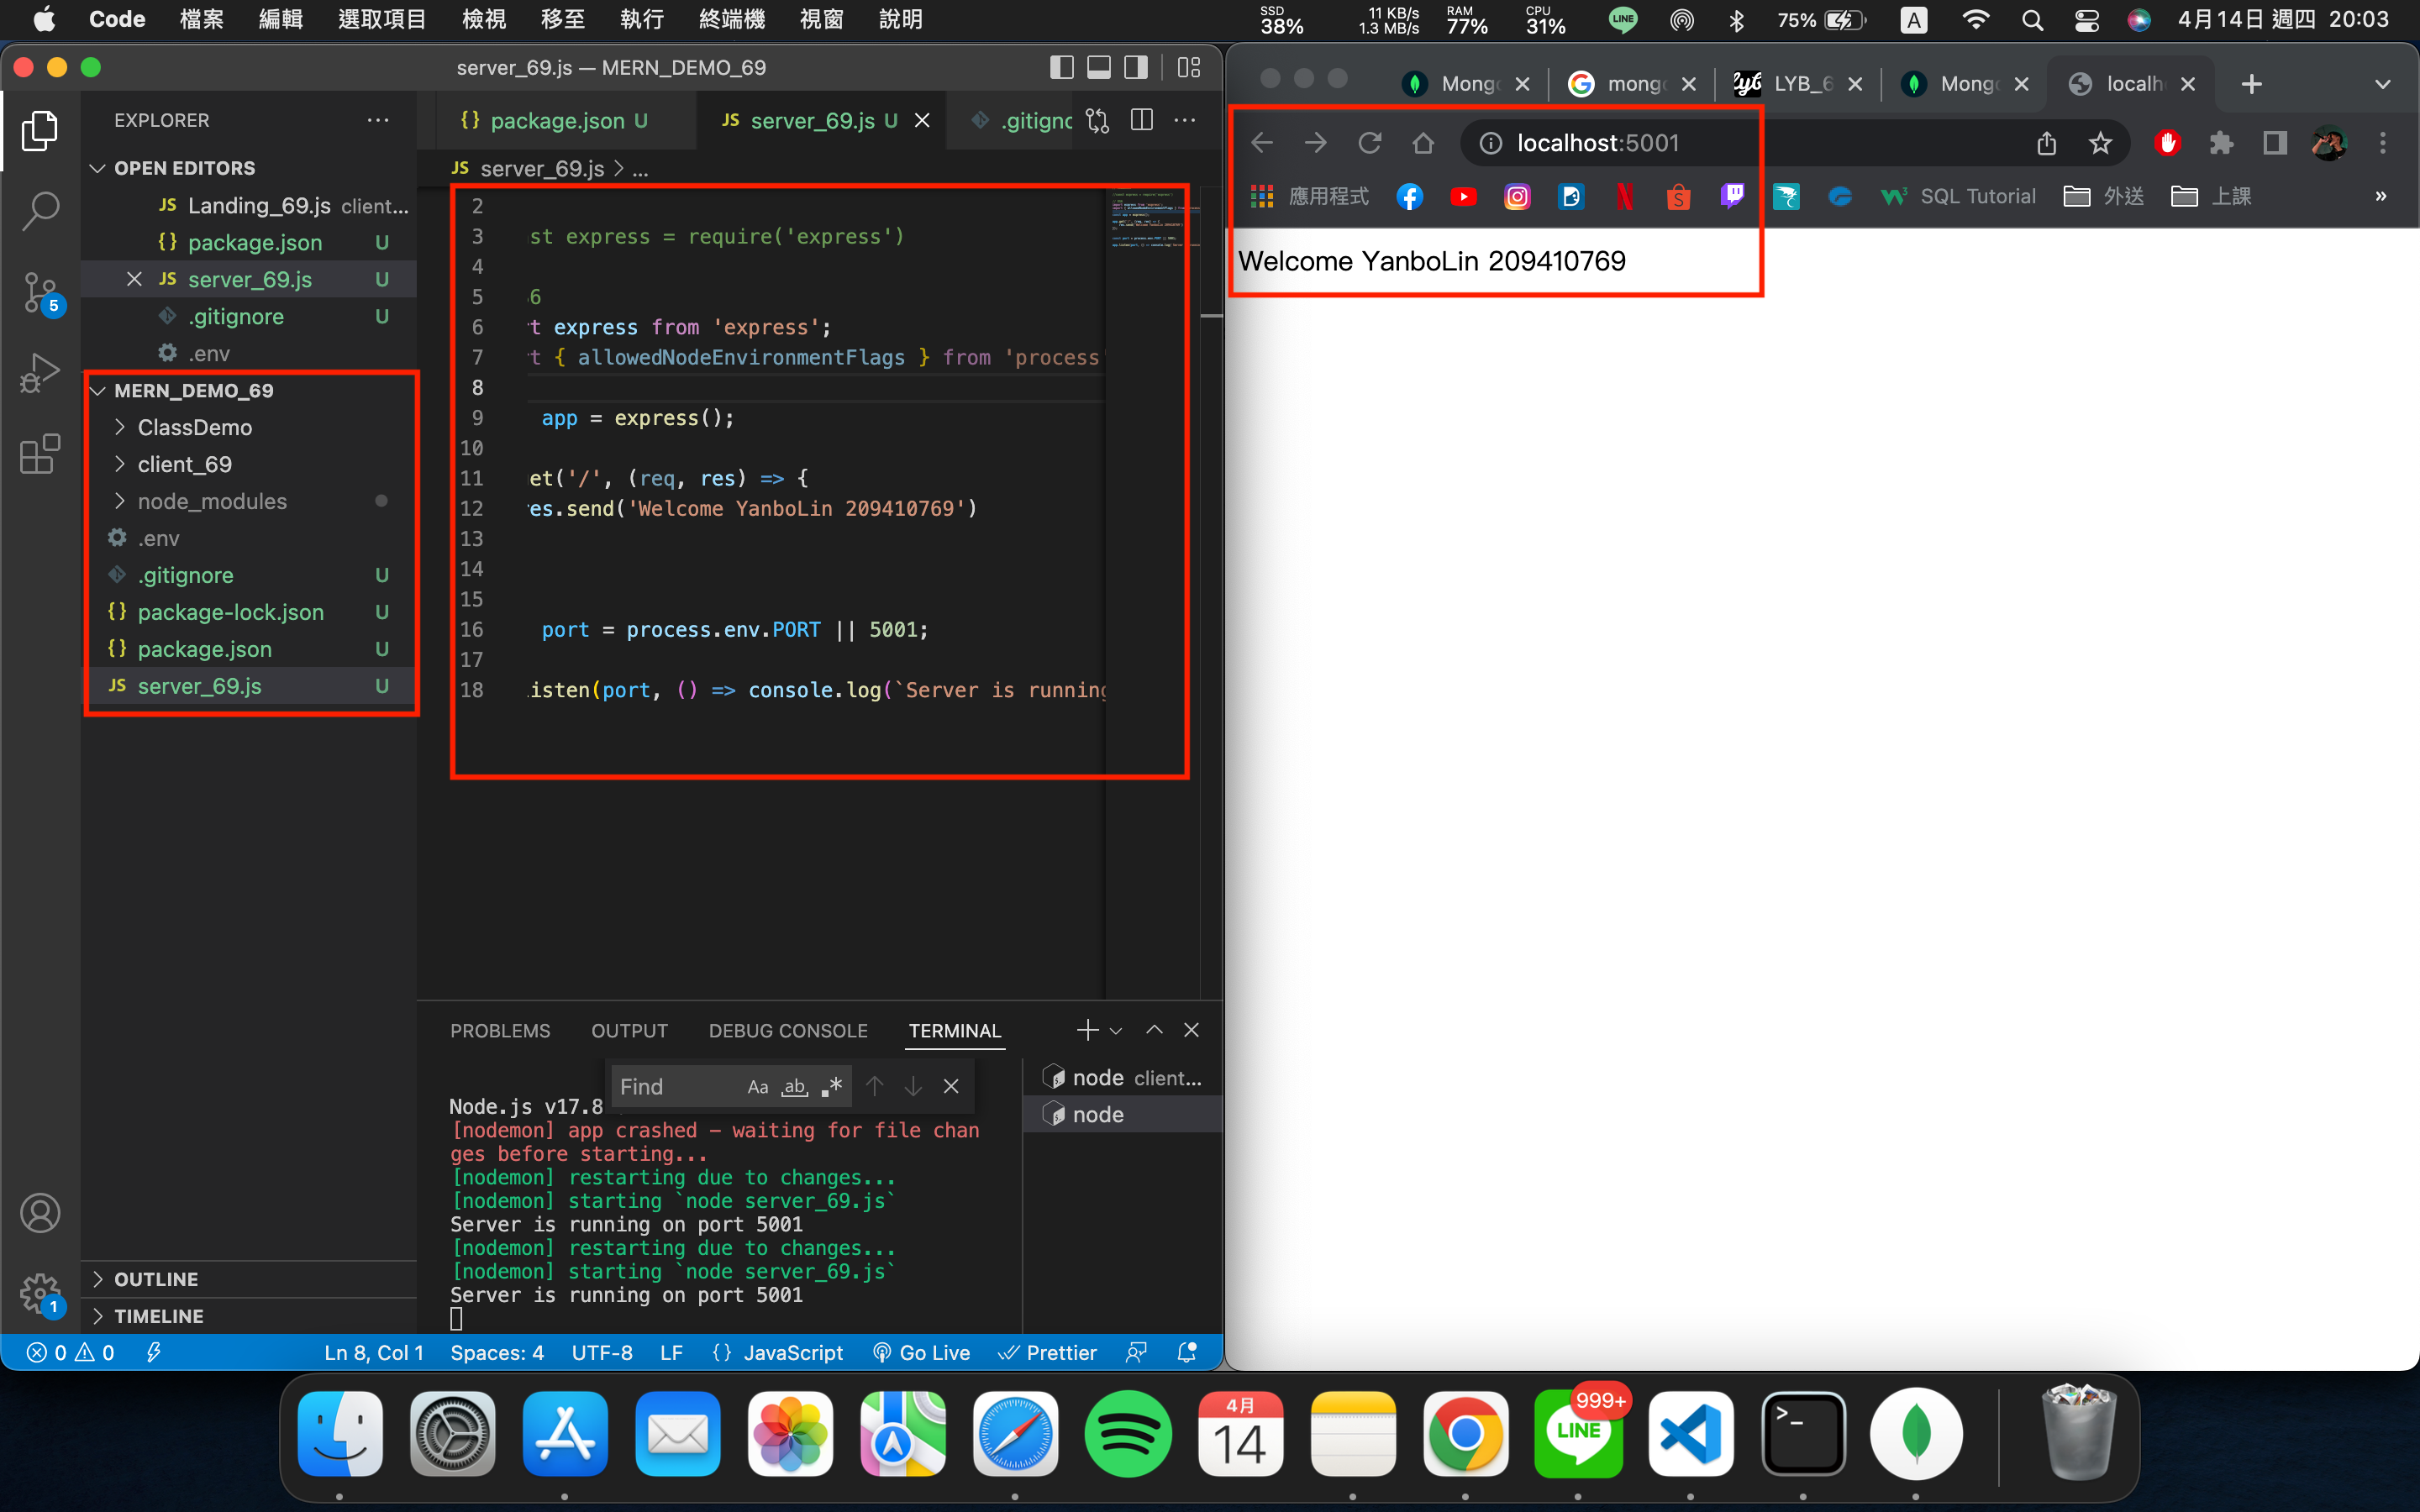 Code 檔案 編輯 選取項目 檢視 移至 執行 終端機 視窗 說明
SSD 38% 11 KB/s 1.3 MB/s RAM 77% CPU 31% LINE 75% A 4月14日 週四 20:03
server_69.js — MERN_DEMO_69
EXPLORER
OPEN EDITORS
Landing_69.js client...
package.json U
server_69.js U
.gitignore U
.env
MERN_DEMO_69
ClassDemo
client_69
node_modules
.env
.gitignore U
package-lock.json U
package.json U
server_69.js U
OUTLINE
TIMELINE
5
1
{} package.json U JS server_69.js U .gitign
JS server_69.js > ...
2
3 st express = require('express')
4
5 6
6 t express from 'express';
7 t { allowedNodeEnvironmentFlags } from 'process'
8
9 app = express();
10
11 et('/', (req, res) => {
12 res.send('Welcome YanboLin 209410769')
13
14
15
16 port = process.env.PORT || 5001;
17
18 listen(port, () => console.log(`Server is running
PROBLEMS OUTPUT DEBUG CONSOLE TERMINAL
Find Aa ab .*
node client...
node
Node.js v17.8
[nodemon] app crashed - waiting for file chan
ges before starting...
[nodemon] restarting due to changes...
[nodemon] starting `node server_69.js`
Server is running on port 5001
[nodemon] restarting due to changes...
[nodemon] starting `node server_69.js`
Server is running on port 5001
0 0 Ln 8, Col 1 Spaces: 4 UTF-8 LF {} JavaScript Go Live Prettier
Mong mong LYB_6 Mong localh
localhost:5001
應用程式 SQL Tutorial 外送 上課 »
Welcome YanboLin 209410769
4月
14
999+
LINE